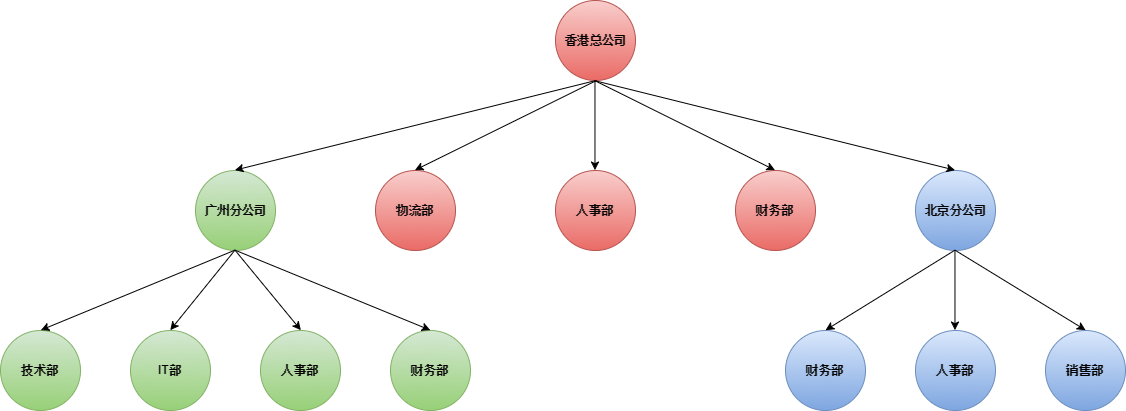 香港总公司
广州分公司
物流部
人事部
财务部
北京分公司
技术部
IT部
人事部
财务部
财务部
人事部
销售部